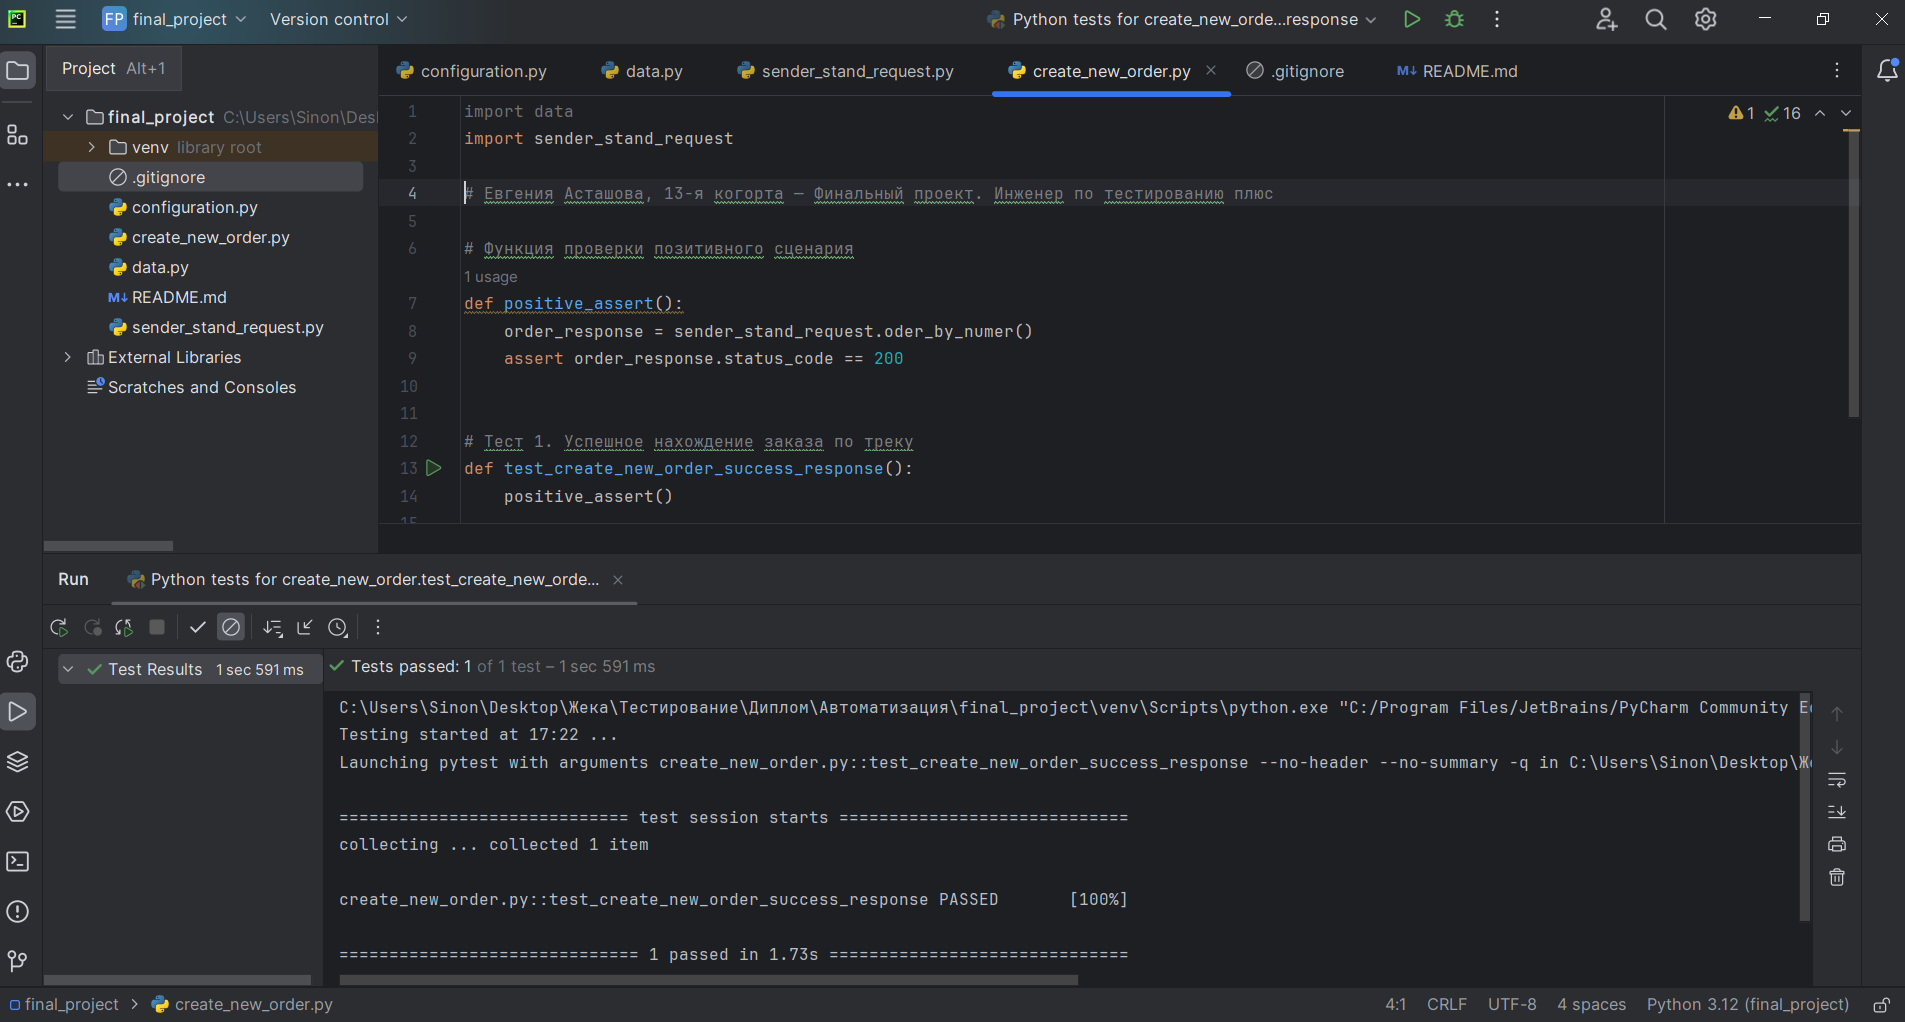 PC
FP final_project
Version control
Python tests for create_new_orde...response
Project Alt+1
final_project C:\Users\Sinon\Des
venv library root
.gitignore
configuration.py
create_new_order.py
data.py
M↓ README.md
sender_stand_request.py
External Libraries
Scratches and Consoles
configuration.py
data.py
sender_stand_request.py
create_new_order.py
.gitignore
M↓ README.md
1 16
1 import data
2 import sender_stand_request
3
4 # Евгения Асташова, 13-я когорта — Финальный проект. Инженер по тестированию плюс
5
6 # Функция проверки позитивного сценария
1 usage
7 def positive_assert():
8 order_response = sender_stand_request.oder_by_numer()
9 assert order_response.status_code == 200
10
11
12 # Тест 1. Успешное нахождение заказа по треку
13 def test_create_new_order_success_response():
14 positive_assert()
15
Run
Python tests for create_new_order.test_create_new_orde...
Test Results 1 sec 591 ms
Tests passed: 1 of 1 test – 1 sec 591 ms
C:\Users\Sinon\Desktop\Жека\Тестирование\Диплом\Автоматизация\final_project\venv\Scripts\python.exe "C:/Program Files/JetBrains/PyCharm Community
Testing started at 17:22 ...
Launching pytest with arguments create_new_order.py::test_create_new_order_success_response --no-header --no-summary -q in C:\Users\Sinon\Desktop\
============================= test session starts =============================
collecting ... collected 1 item
create_new_order.py::test_create_new_order_success_response PASSED [100%]
============================== 1 passed in 1.73s ==============================
final_project > create_new_order.py
4:1 CRLF UTF-8 4 spaces Python 3.12 (final_project)